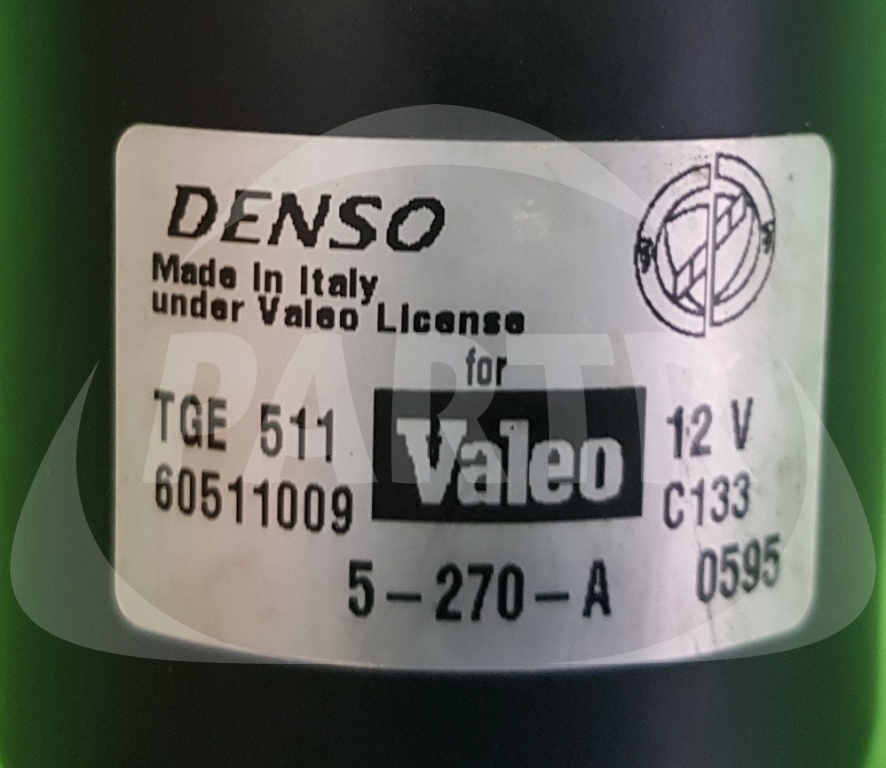 DENSO
Made in Italy
under Valeo License
for
TGE 511 Valeo 12 V
60511009 C133
5-270-A 0595